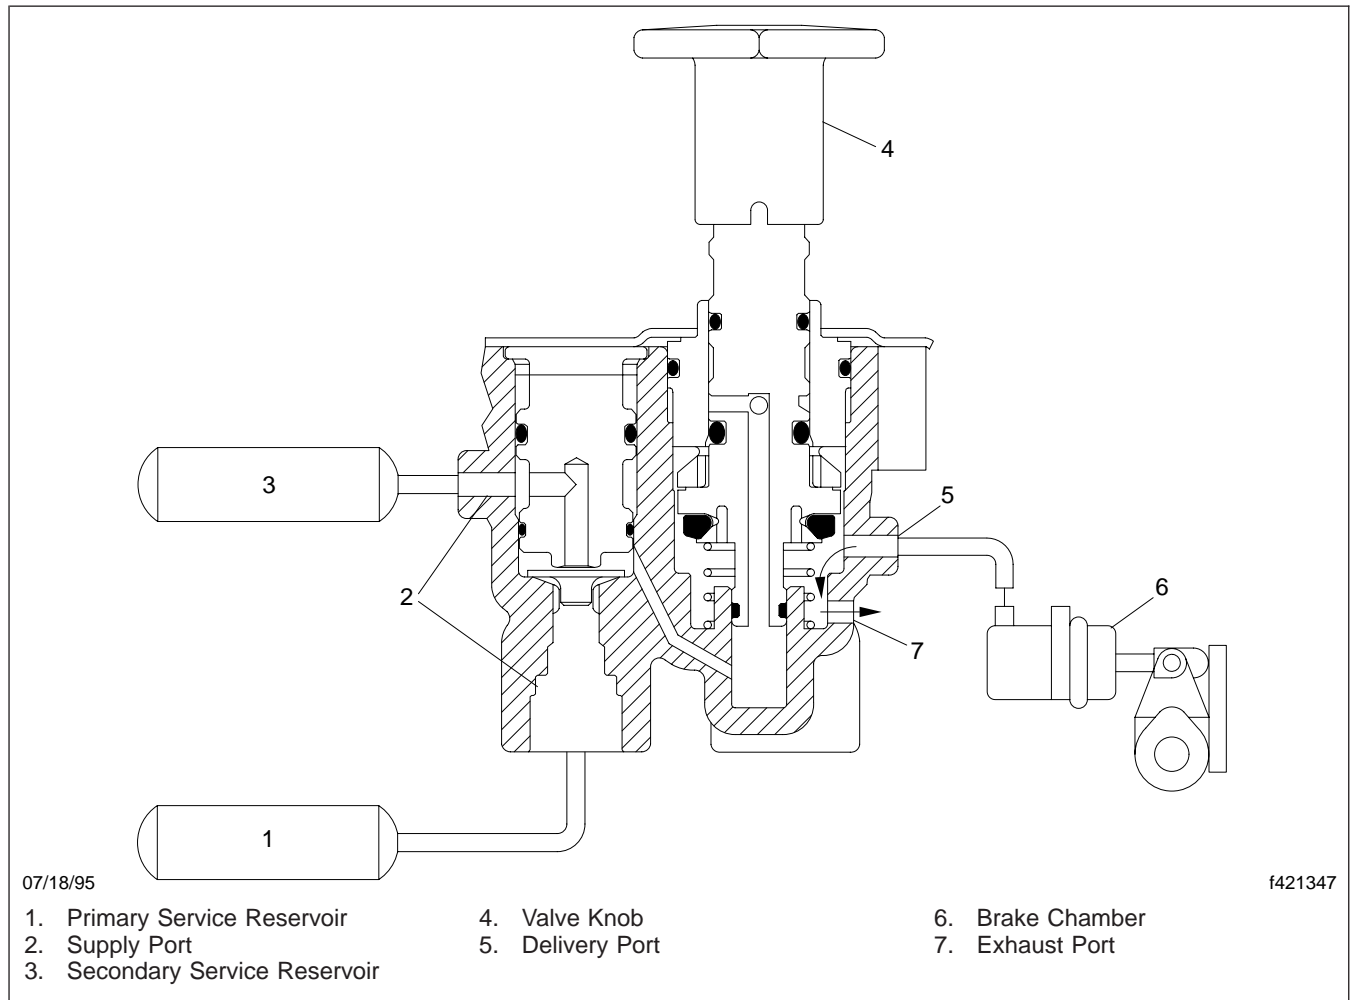 4
3
5
2
6
7
1
07/18/95
f421347
1. Primary Service Reservoir
2. Supply Port
3. Secondary Service Reservoir
4. Valve Knob
5. Delivery Port
6. Brake Chamber
7. Exhaust Port